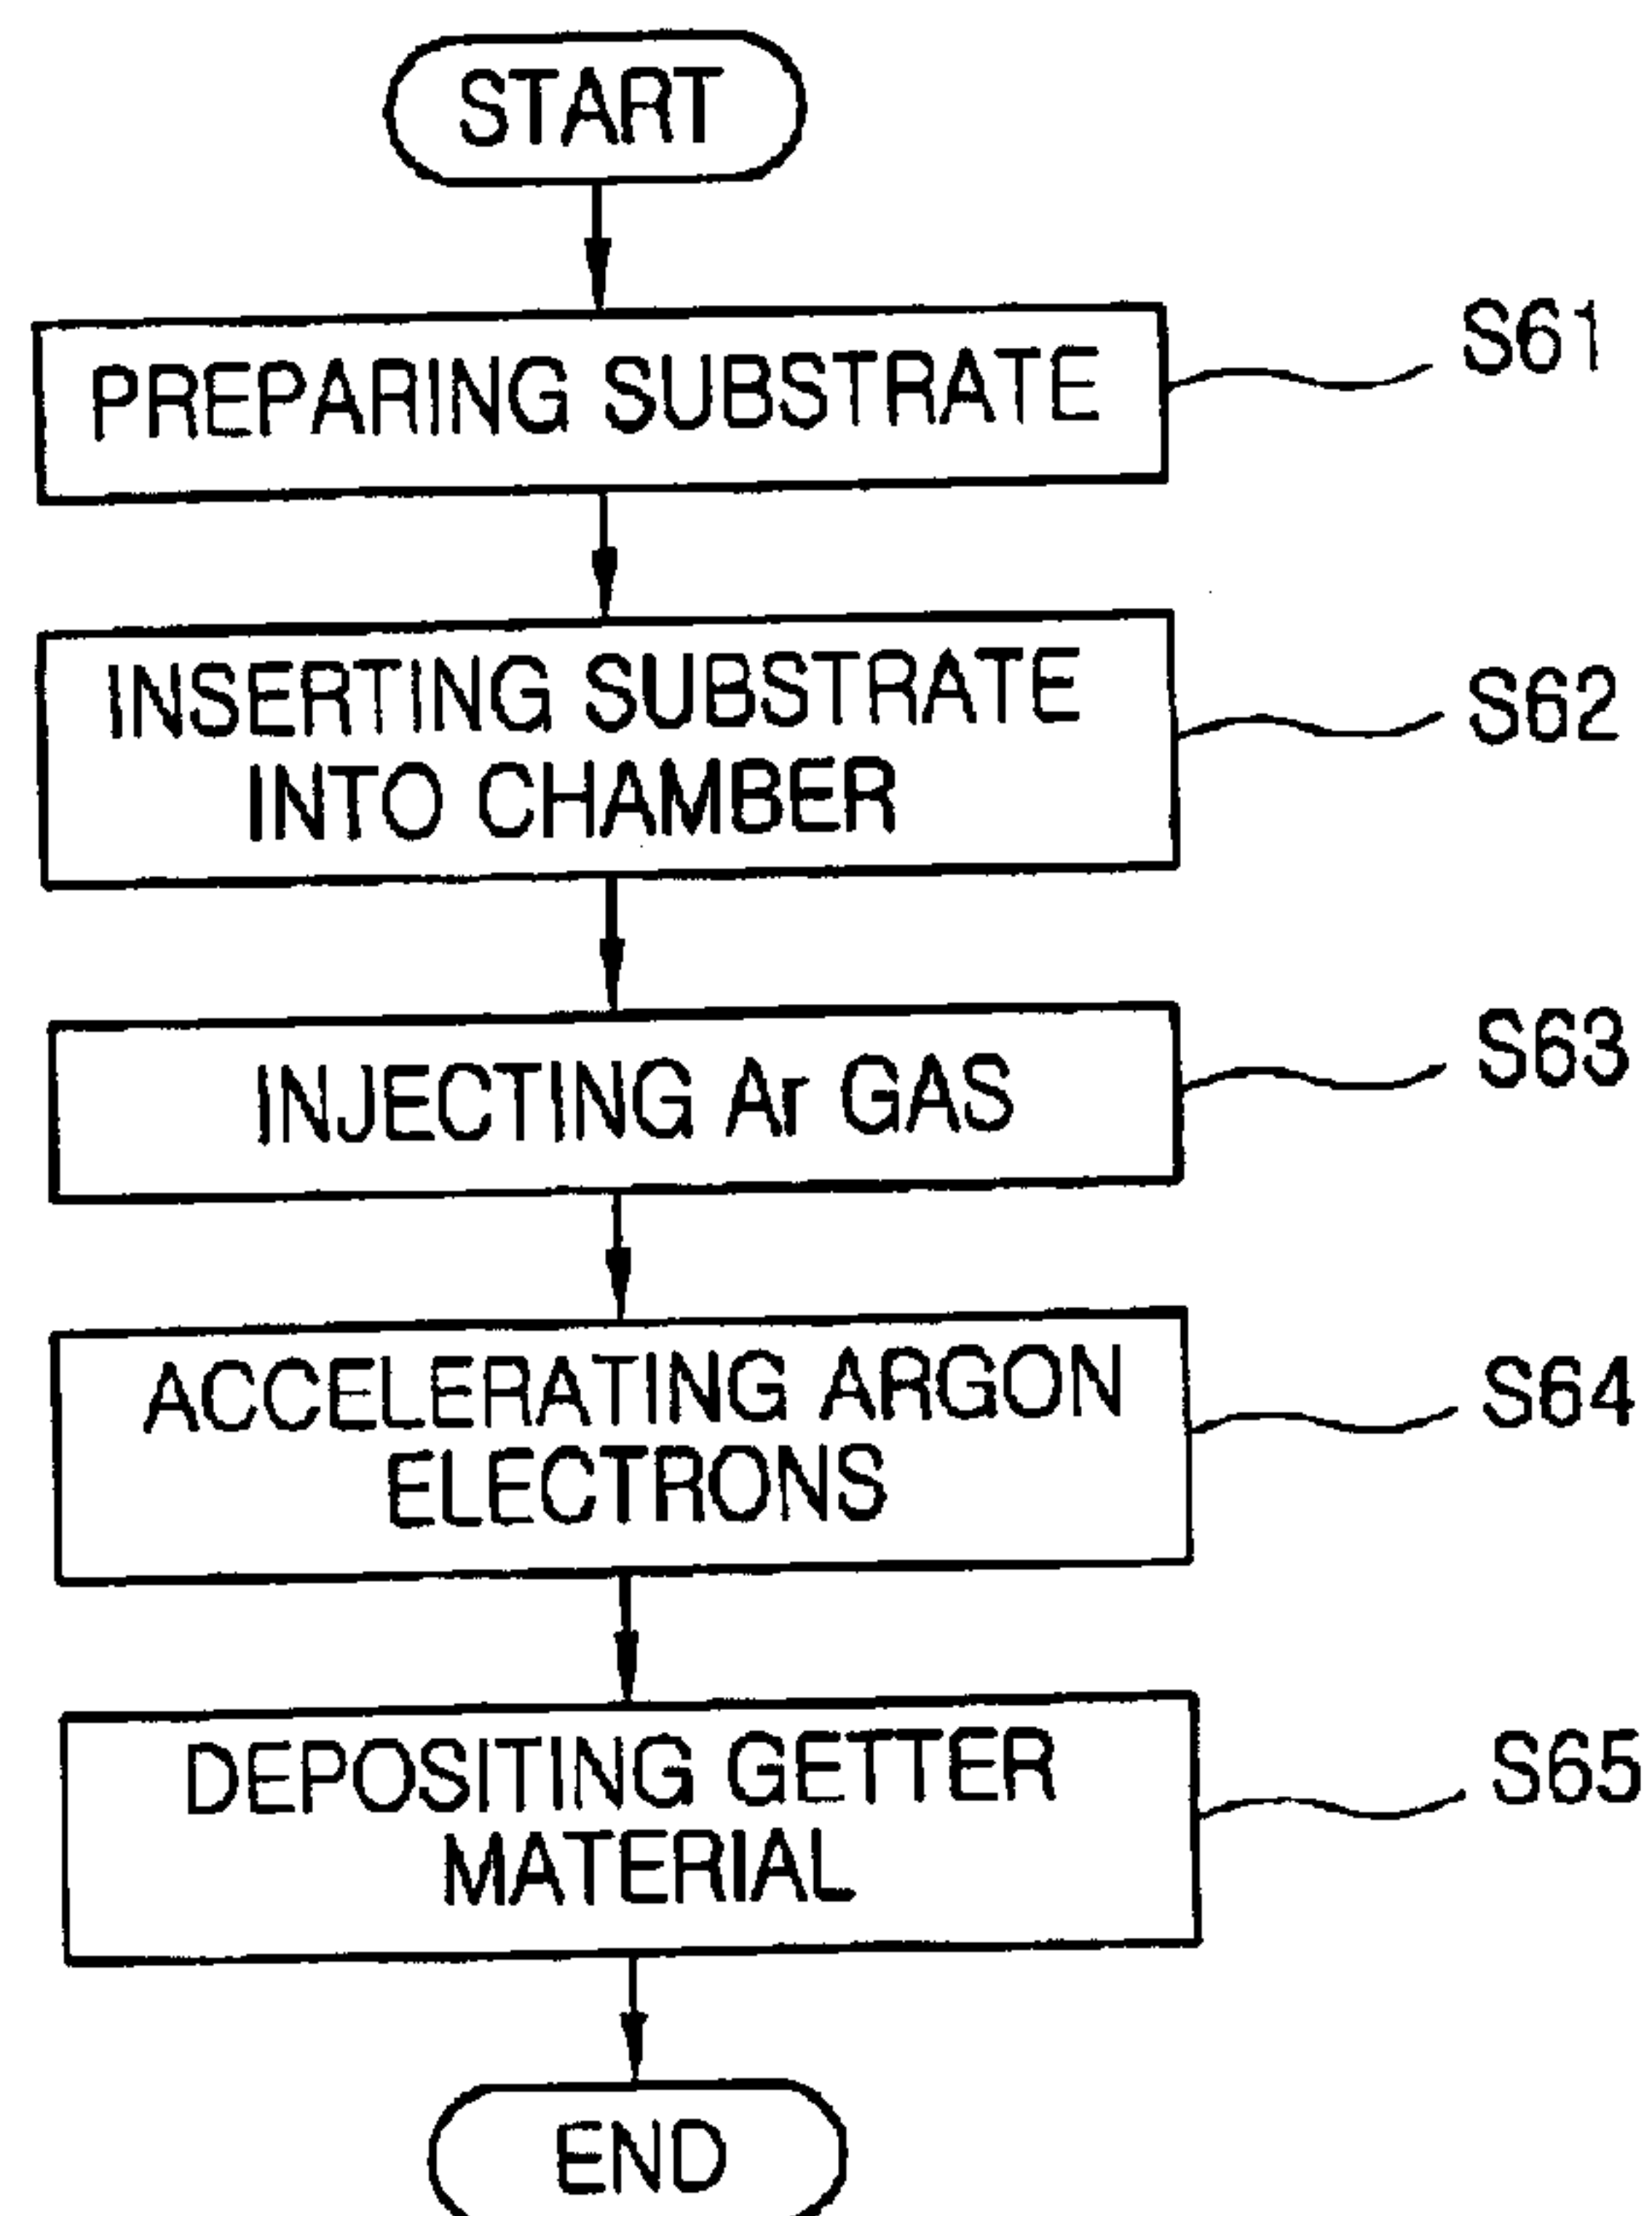 START
PREPARING SUBSTRATE
S61
INSERTING SUBSTRATE
INTO CHAMBER
S62
INJECTING Ar GAS
S63
ACCELERATING ARGON
ELECTRONS
S64
DEPOSITING GETTER
MATERIAL
S65
END